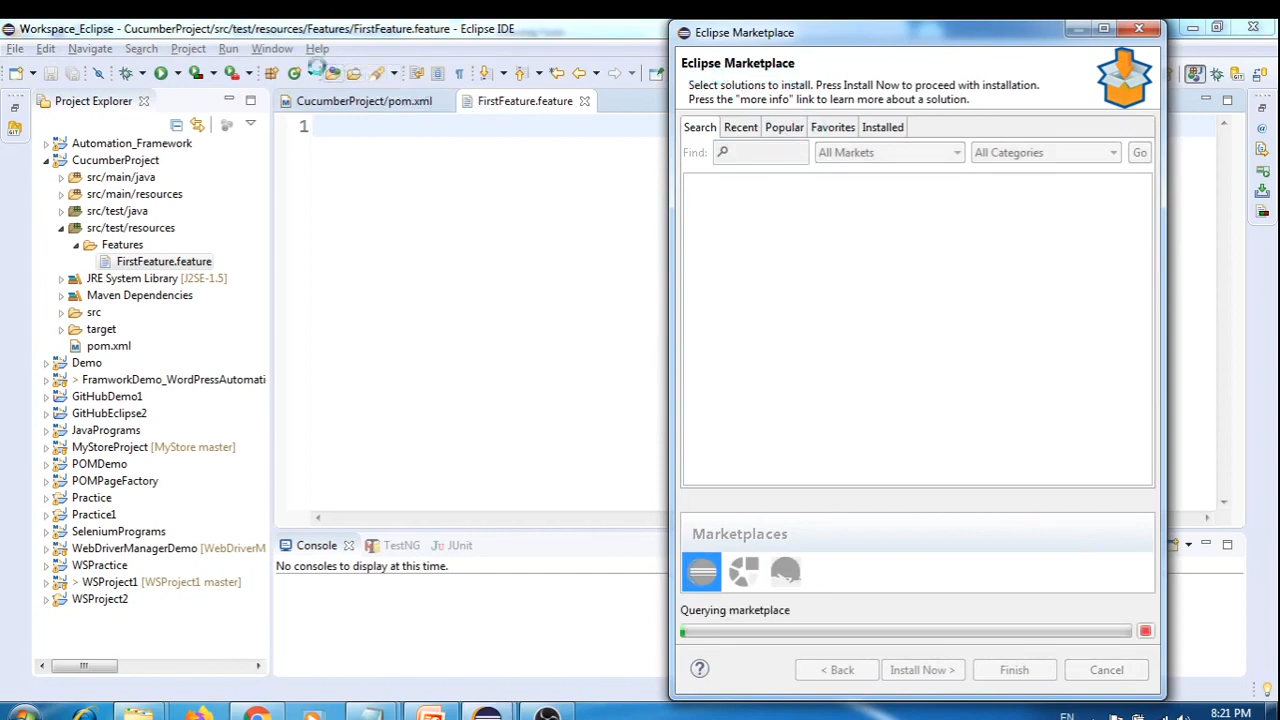 Workspace_Eclipse - CucumberProject/src/test/resources/Features/FirstFeature.feature - Eclipse IDE
File Edit Navigate Search Project Run Window Help
Project Explorer
Automation_Framework
CucumberProject
src/main/java
src/main/resources
src/test/java
src/test/resources
Features
FirstFeature.feature
JRE System Library [J2SE-1.5]
Maven Dependencies
src
target
pom.xml
Demo
> FramworkDemo_WordPressAutomati
GitHubDemo1
GitHubEclipse2
JavaPrograms
MyStoreProject [MyStore master]
POMDemo
POMPageFactory
Practice
Practice1
SeleniumPrograms
WebDriverManagerDemo [WebDriverM
WSPractice
> WSProject1 [WSProject1 master]
WSProject2
CucumberProject/pom.xml
FirstFeature.feature
1
Console
TestNG
JUnit
No consoles to display at this time.
Eclipse Marketplace
Eclipse Marketplace
Select solutions to install. Press Install Now to proceed with installation.
Press the "more info" link to learn more about a solution.
Search Recent Popular Favorites Installed
Find:
All Markets
All Categories
Go
Marketplaces
Querying marketplace
< Back
Install Now >
Finish
Cancel
EN
8:21 PM